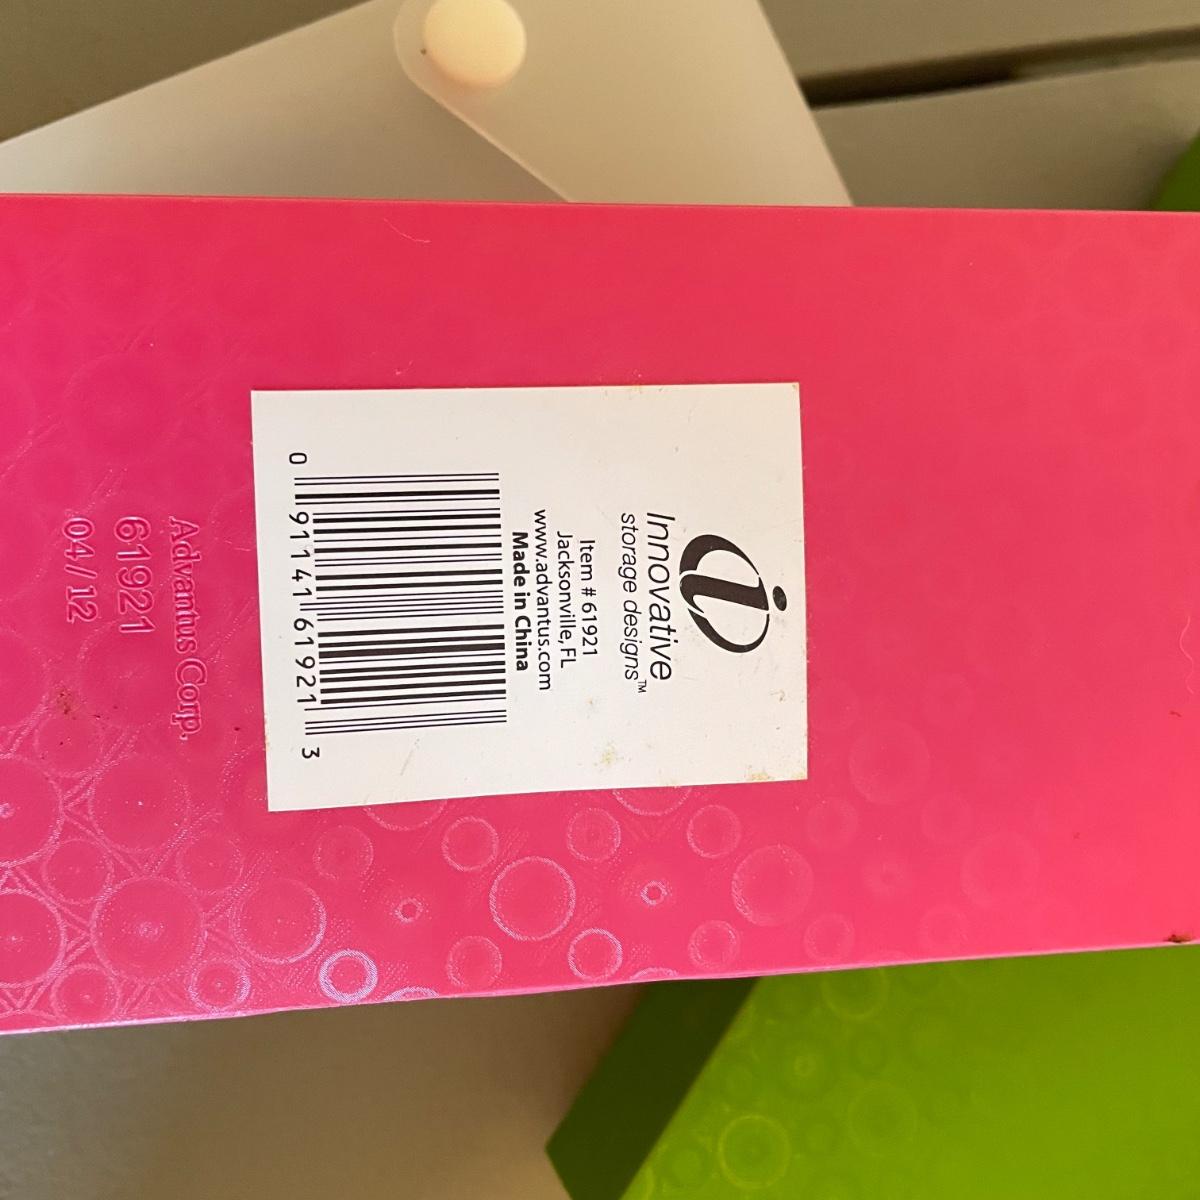 Innovative
storage designs™
Item # 61921
Jacksonville, FL
www.advantus.com
Made in China
0 91141 61921 3
Advantus Corp.
61921
04/12